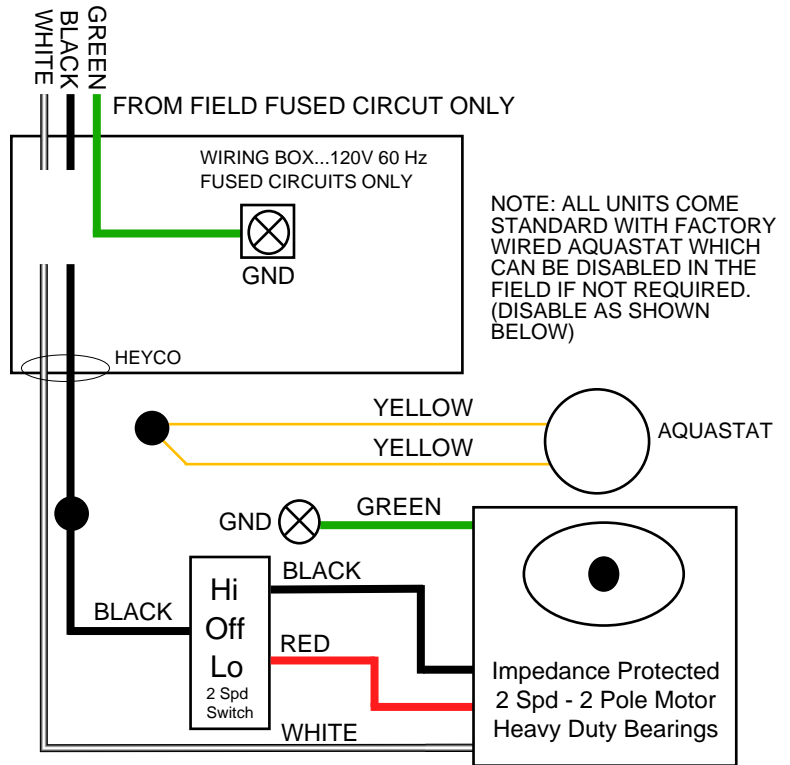 WHITE
BLACK
GREEN
FROM FIELD FUSED CIRCUT ONLY
WIRING BOX...120V 60 Hz
FUSED CIRCUITS ONLY
GND
NOTE: ALL UNITS COME
STANDARD WITH FACTORY
WIRED AQUASTAT WHICH
CAN BE DISABLED IN THE
FIELD IF NOT REQUIRED.
(DISABLE AS SHOWN
BELOW)
HEYCO
YELLOW
YELLOW
AQUASTAT
GND
GREEN
BLACK
BLACK
Hi
Off
Lo
2 Spd
Switch
RED
WHITE
Impedance Protected
2 Spd - 2 Pole Motor
Heavy Duty Bearings